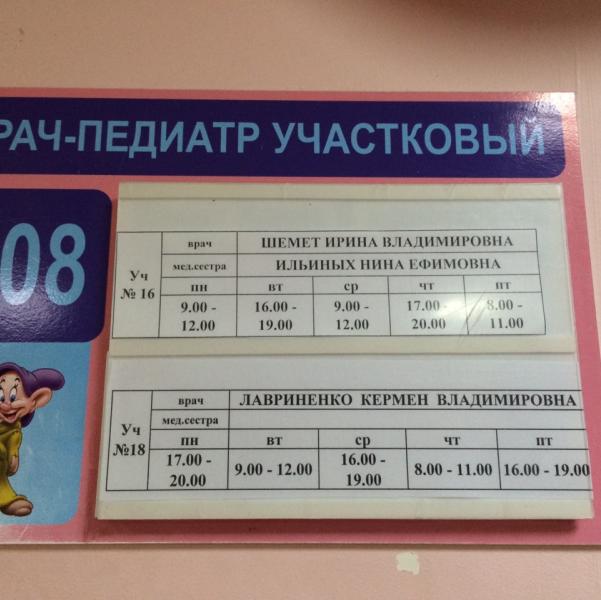 РАЧ-ПЕДИАТР УЧАСТКОВЫЙ
08
Уч № 16
врач ШЕМЕТ ИРИНА ВЛАДИМИРОВНА
мед.сестра ИЛЬИНЫХ НИНА ЕФИМОВНА
пн вт ср чт пт
9.00 - 12.00 16.00 - 19.00 9.00 - 12.00 17.00 - 20.00 8.00 - 11.00
Уч №18
врач ЛАВРИНЕНКО КЕРМЕН ВЛАДИМИРОВНА
мед.сестра
пн вт ср чт пт
17.00 - 20.00 9.00 - 12.00 16.00 - 19.00 8.00 - 11.00 16.00 - 19.00